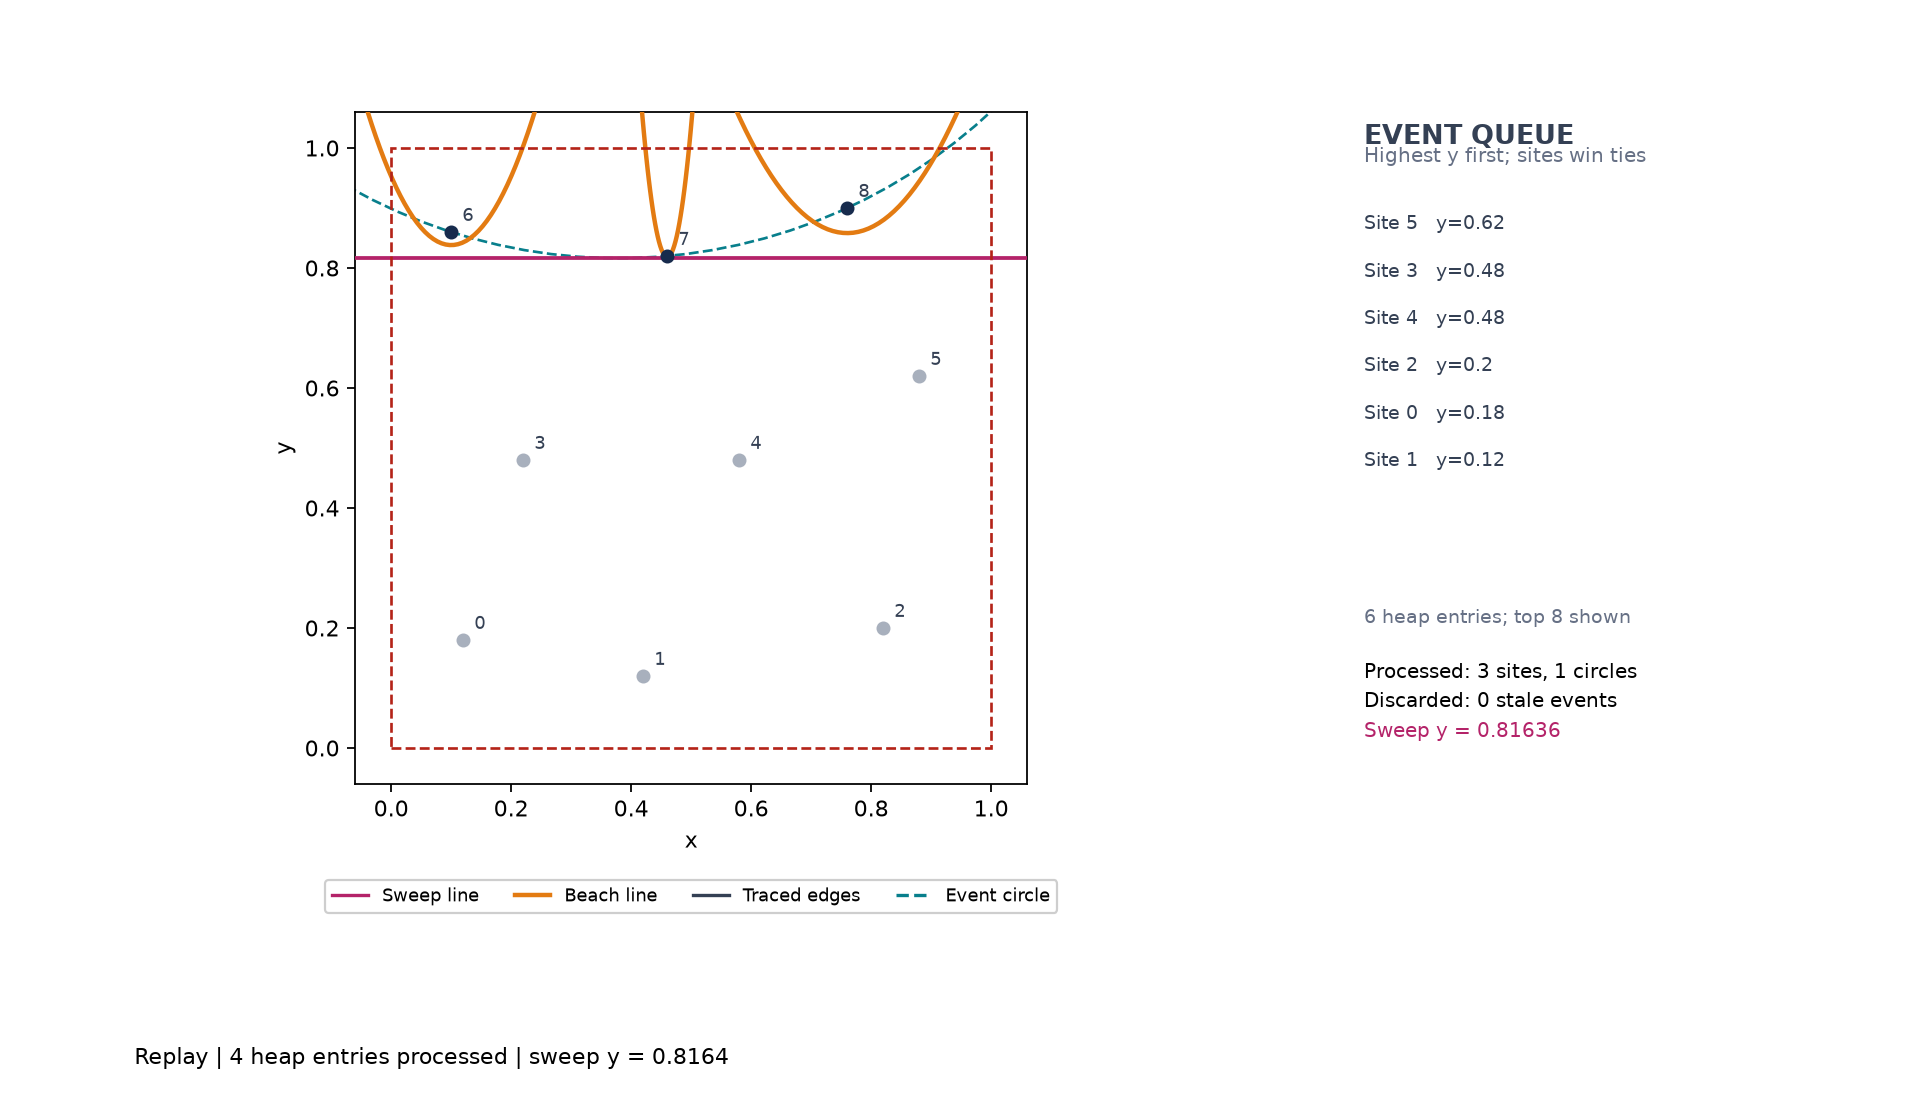 1.0
0.8
0.6
0.4
0.2
0.0
y
0.0 0.2 0.4 0.6 0.8 1.0
x
6
7
8
5
3
4
0
1
2
Sweep line Beach line Traced edges Event circle
EVENT QUEUE
Highest y first; sites win ties
Site 5 y=0.62
Site 3 y=0.48
Site 4 y=0.48
Site 2 y=0.2
Site 0 y=0.18
Site 1 y=0.12
6 heap entries; top 8 shown
Processed: 3 sites, 1 circles
Discarded: 0 stale events
Sweep y = 0.81636
Replay | 4 heap entries processed | sweep y = 0.8164